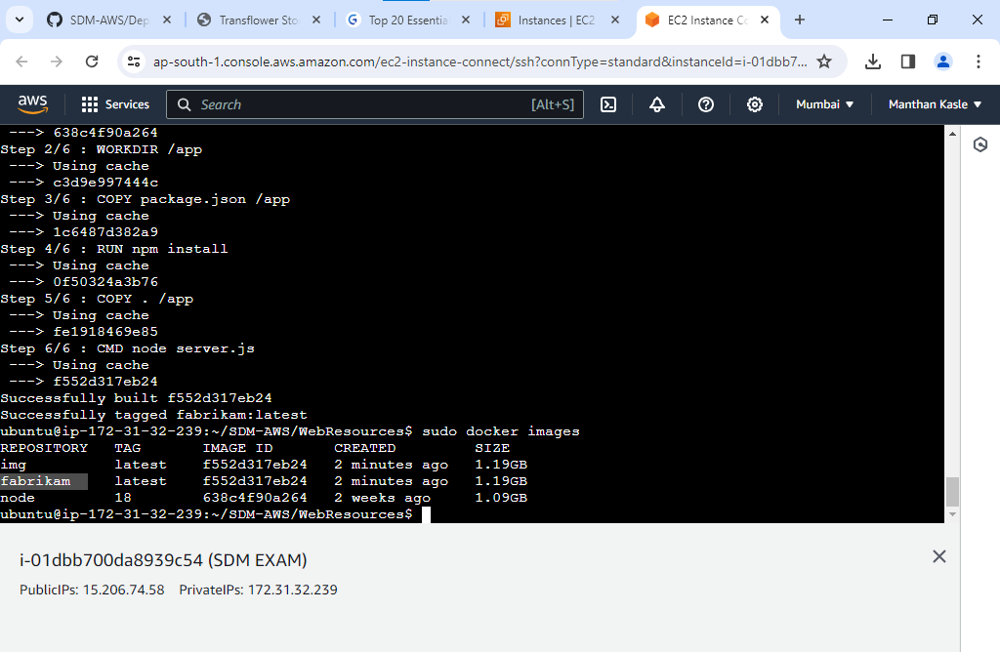 SDM-AWS/Dep
Transflower Sto
Top 20 Essentia
Instances | EC2
EC2 Instance Co
ap-south-1.console.aws.amazon.com/ec2-instance-connect/ssh?connType=standard&instanceId=i-01dbb7...
aws
Services
Search
[Alt+S]
Mumbai
Manthan Kasle
---> 638c4f90a264
Step 2/6 : WORKDIR /app
---> Using cache
---> c3d9e997444c
Step 3/6 : COPY package.json /app
---> Using cache
---> 1c6487d382a9
Step 4/6 : RUN npm install
---> Using cache
---> 0f50324a3b76
Step 5/6 : COPY . /app
---> Using cache
---> fe1918469e85
Step 6/6 : CMD node server.js
---> Using cache
---> f552d317eb24
Successfully built f552d317eb24
Successfully tagged fabrikam:latest
ubuntu@ip-172-31-32-239:~/SDM-AWS/WebResources$ sudo docker images
REPOSITORY TAG IMAGE ID CREATED SIZE
img latest f552d317eb24 2 minutes ago 1.19GB
fabrikam latest f552d317eb24 2 minutes ago 1.19GB
node 18 638c4f90a264 2 weeks ago 1.09GB
ubuntu@ip-172-31-32-239:~/SDM-AWS/WebResources$
i-01dbb700da8939c54 (SDM EXAM)
PublicIPs: 15.206.74.58 PrivateIPs: 172.31.32.239